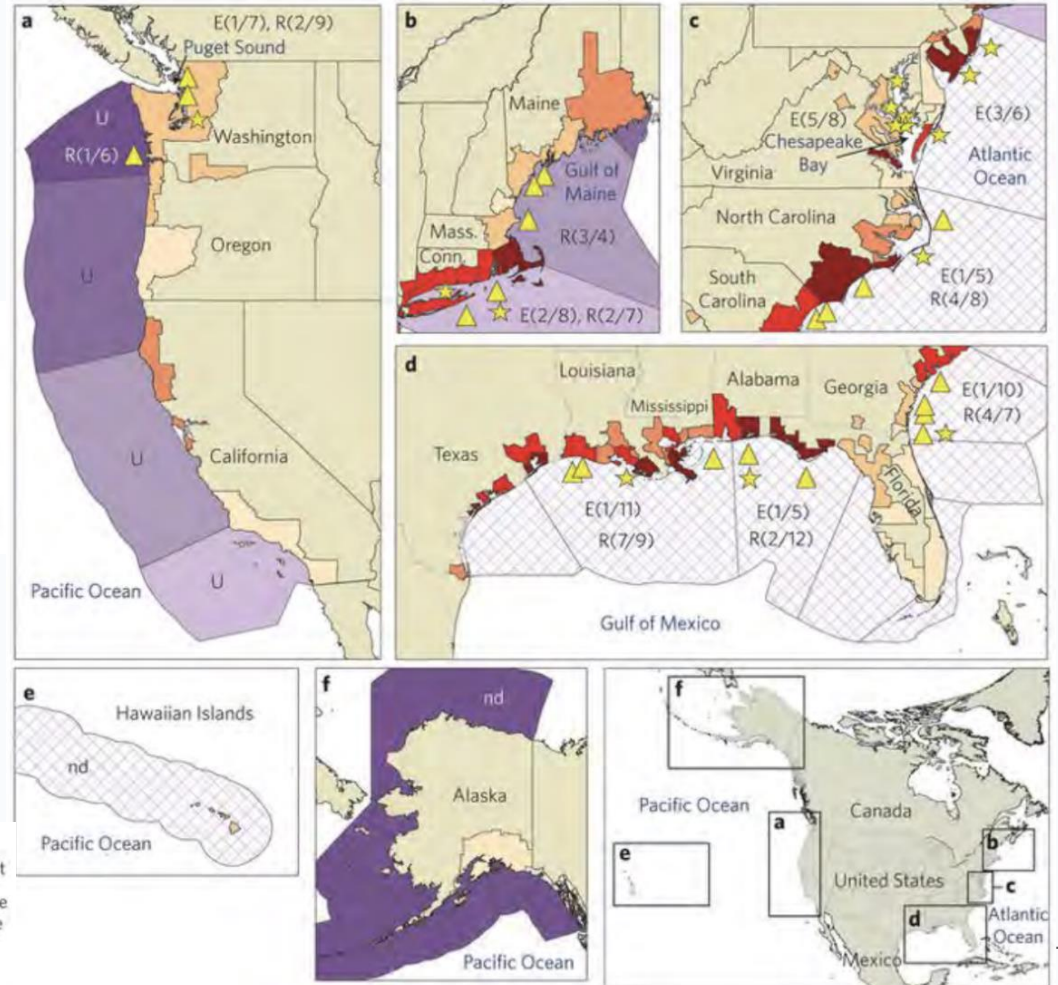 a
E(1/7), R(2/9)
Puget Sound
U
R(1/6)
Washington
U
Oregon
U
California
U
Pacific Ocean
b
Maine
Gulf of
Maine
Mass.
R(3/4)
Conn.
E(2/8), R(2/7)
c
E(5/8)
E(3/6)
Chesapeake
Bay
Atlantic
Ocean
Virginia
North Carolina
South
Carolina
E(1/5)
R(4/8)
d
Louisiana
Alabama
Georgia
E(1/10)
R(4/7)
Mississippi
Texas
Florida
E(1/11)
R(7/9)
E(1/5)
R(2/12)
Gulf of Mexico
e
Hawaiian Islands
nd
Pacific Ocean
f
nd
Alaska
Pacific Ocean
f
Pacific Ocean
Canada
a
b
e
United States
c
d
Atlantic
Ocean
Mexico